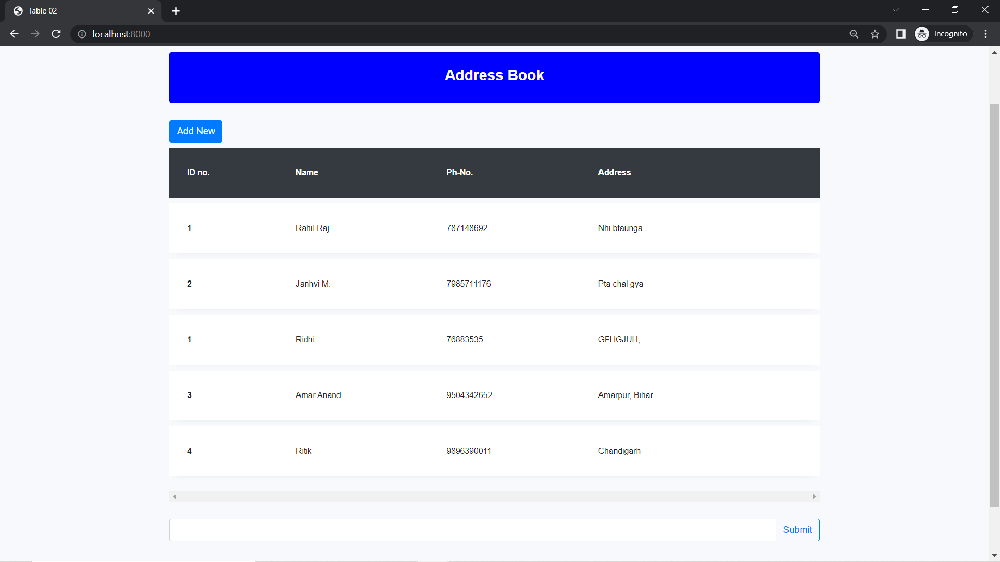 Table 02
localhost:8000
Incognito
Address Book
Add New
ID no. Name Ph-No. Address
1 Rahil Raj 787148692 Nhi btaunga
2 Janhvi M. 7985711176 Pta chal gya
1 Ridhi 76883535 GFHGJUH,
3 Amar Anand 9504342652 Amarpur, Bihar
4 Ritik 9896390011 Chandigarh
Submit